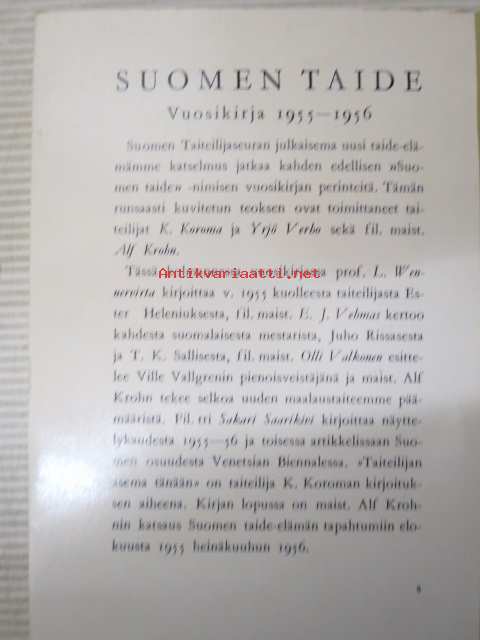 SUOMEN TAIDE
Vuosikirja 1955—1956
Suomen Taiteilijaseuran julkaisema uusi taide-elä-
mämme katselmus jatkaa kahden edellisen »Suo-
men taide» -nimisen vuosikirjan perinteitä. Tämän
runsaasti kuvitetun teoksen ovat toimittaneet tai-
teilijat K. Koroma ja Yrjö Verho sekä fil. maist.
Alf Krohn.
Tässä vuosikirjassa prof. L. Wen-
Antikvariaatti.net
nervirta kirjoittaa v. 1955 kuolleesta taiteilijasta Es-
ter Heleniuksesta, fil. maist. E. J. Vehmas kertoo
kahdesta suomalaisesta mestarista, Juho Rissasesta
ja T. K. Sallisesta, fil. maist. Olli Valkonen esitte-
lee Ville Vallgrenin pienoisveistäjänä ja maist. Alf
Krohn tekee selkoa uuden maalaustaiteemme pää-
määristä. Fil. tri Sakari Saarikivi kirjoittaa näytte-
lykaudesta 1955—56 ja toisessa artikkelissaan Suo-
men osuudesta Venetsian Biennalessa. »Taiteilijan
asema tänään» on taiteilija K. Koroman kirjoituk-
sen aiheena. Kirjan lopussa on maist. Alf Kroh-
nin katsaus Suomen taide-elämän tapahtumiin elo-
kuusta 1955 heinäkuuhun 1956.